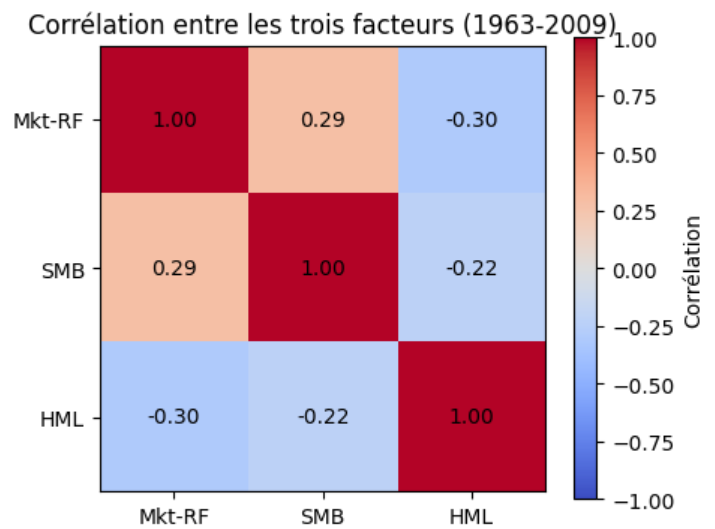 Corrélation entre les trois facteurs (1963-2009)
Mkt-RF 1.00 0.29 -0.30
SMB 0.29 1.00 -0.22
HML -0.30 -0.22 1.00
Mkt-RF SMB HML
1.00
0.75
0.50
0.25
0.00
−0.25
−0.50
−0.75
−1.00
Corrélation